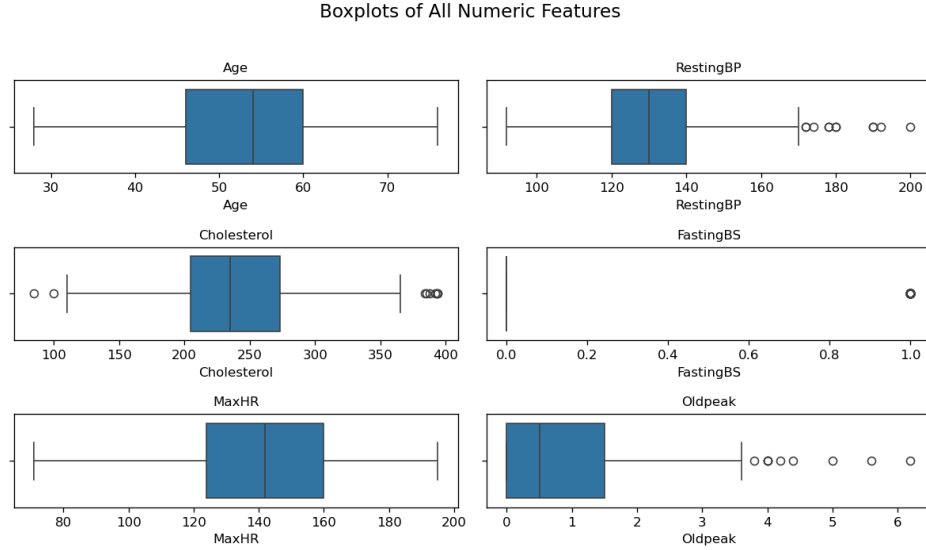 Boxplots of All Numeric Features
Age
30 40 50 60 70
Age
RestingBP
100 120 140 160 180 200
RestingBP
Cholesterol
100 150 200 250 300 350 400
Cholesterol
FastingBS
0.0 0.2 0.4 0.6 0.8 1.0
FastingBS
MaxHR
80 100 120 140 160 180 200
MaxHR
Oldpeak
0 1 2 3 4 5 6
Oldpeak